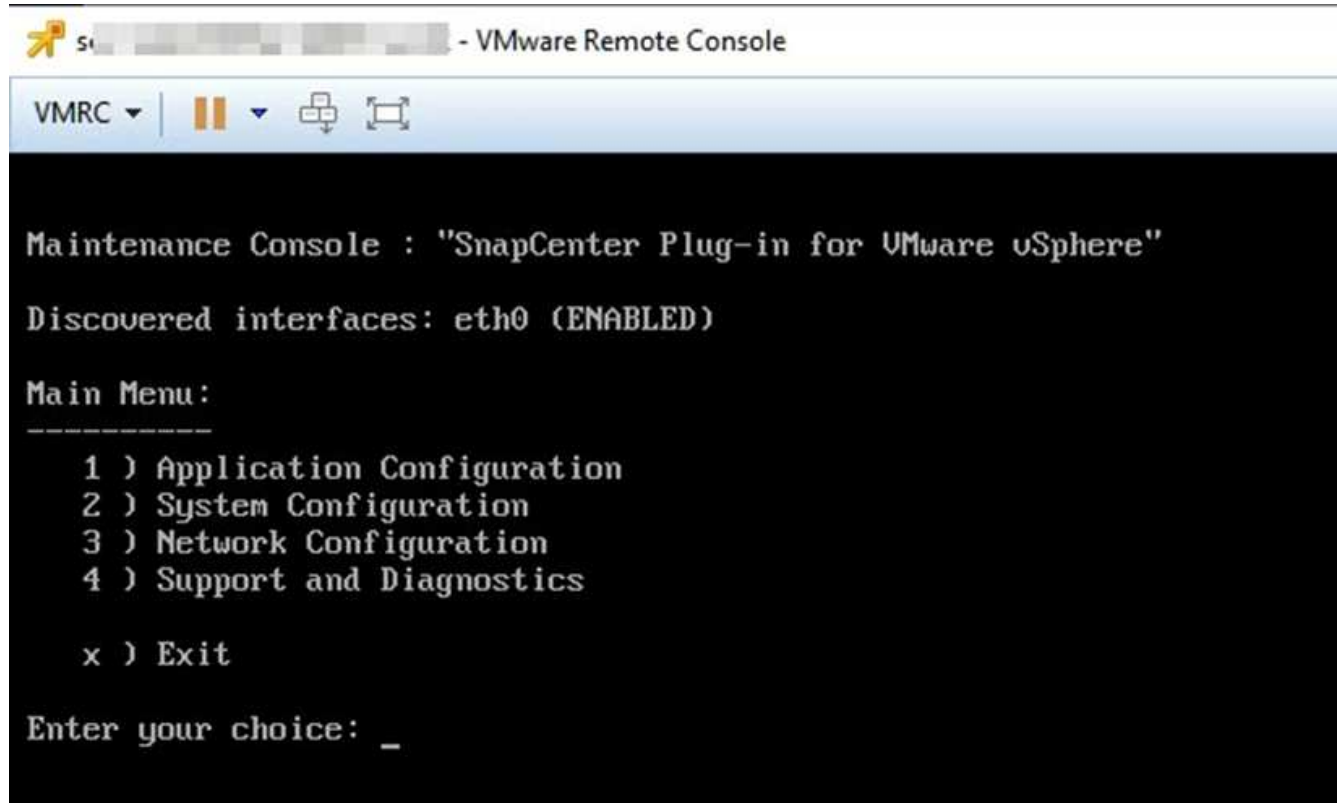 - VMware Remote Console
VMRC
Maintenance Console : "SnapCenter Plug-in for VMware vSphere"
Discovered interfaces: eth0 (ENABLED)
Main Menu:
----------
1 ) Application Configuration
2 ) System Configuration
3 ) Network Configuration
4 ) Support and Diagnostics
x ) Exit
Enter your choice: _